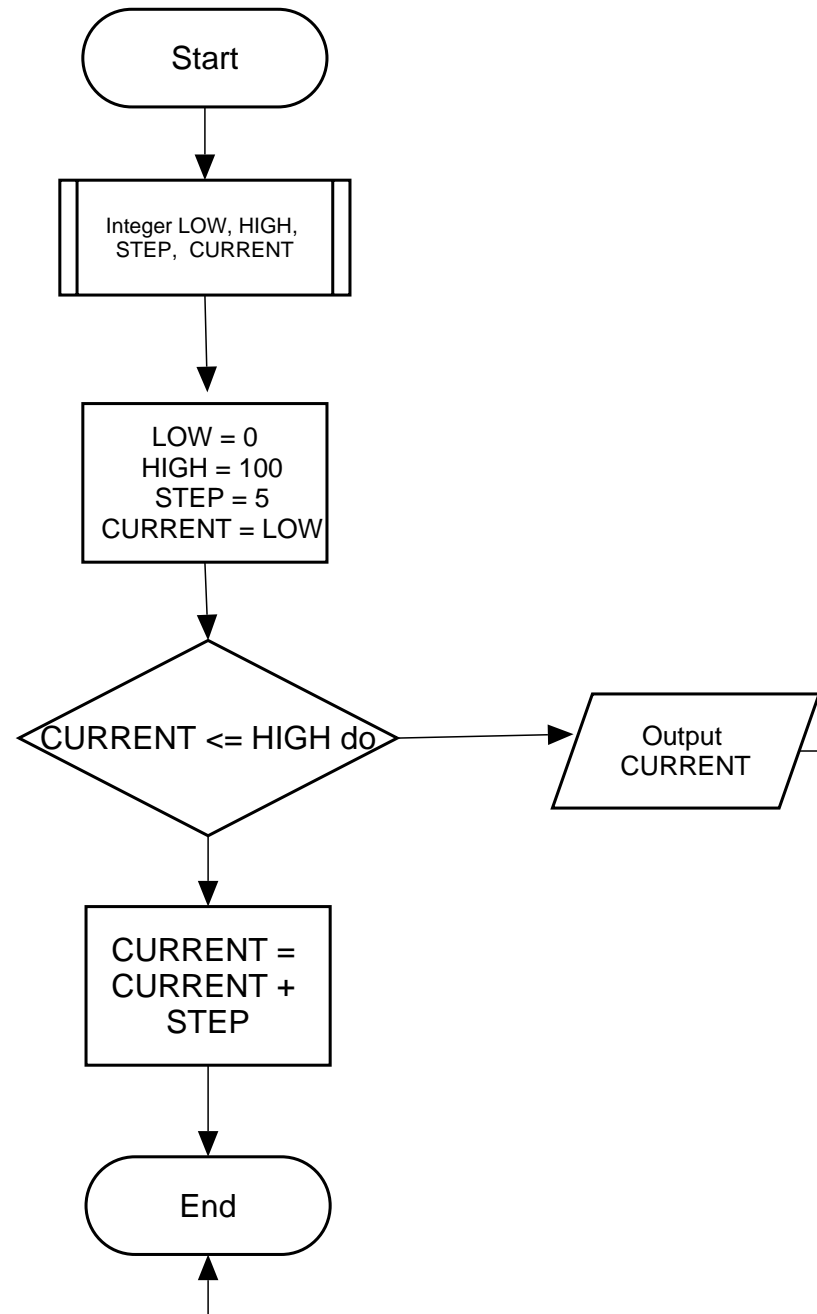 Start
Integer LOW, HIGH,
STEP, CURRENT
LOW = 0
HIGH = 100
STEP = 5
CURRENT = LOW
CURRENT <= HIGH do
Output
CURRENT
CURRENT =
CURRENT +
STEP
End